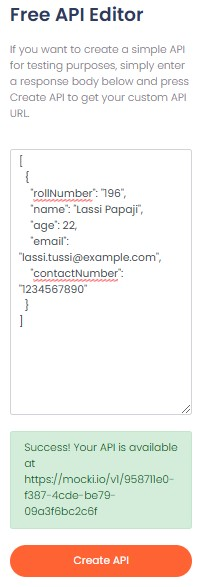 Free API Editor
If you want to create a simple API
for testing purposes, simply enter
a response body below and press
Create API to get your custom API
URL.
[
{
"rollNumber": "196",
"name": "Lassi Papaji",
"age": 22,
"email":
"lassi.tussi@example.com",
"contactNumber":
"1234567890"
}
]
Success! Your API is available
at
https://mocki.io/v1/958711e0-
f387-4cde-be79-
09a3f6bc2c6f
Create API